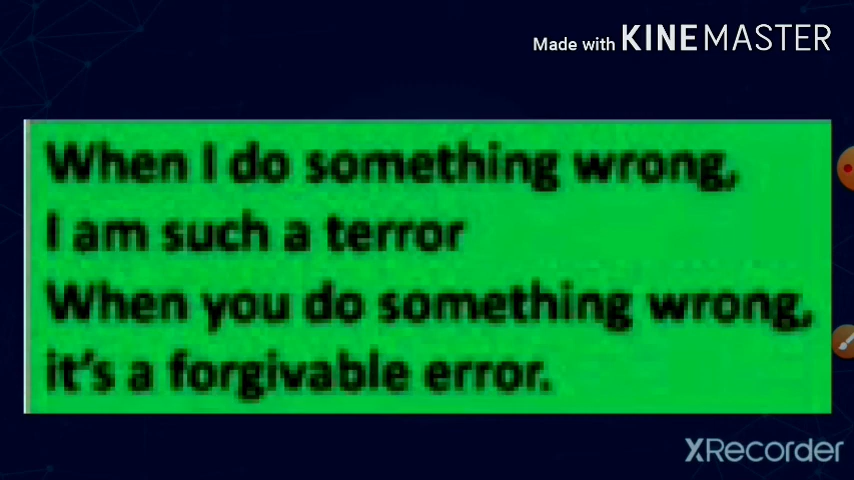 Made with KINEMASTER
When I do something wrong,
I am such a terror
When you do something wrong,
it's a forgivable error.
XRecorder